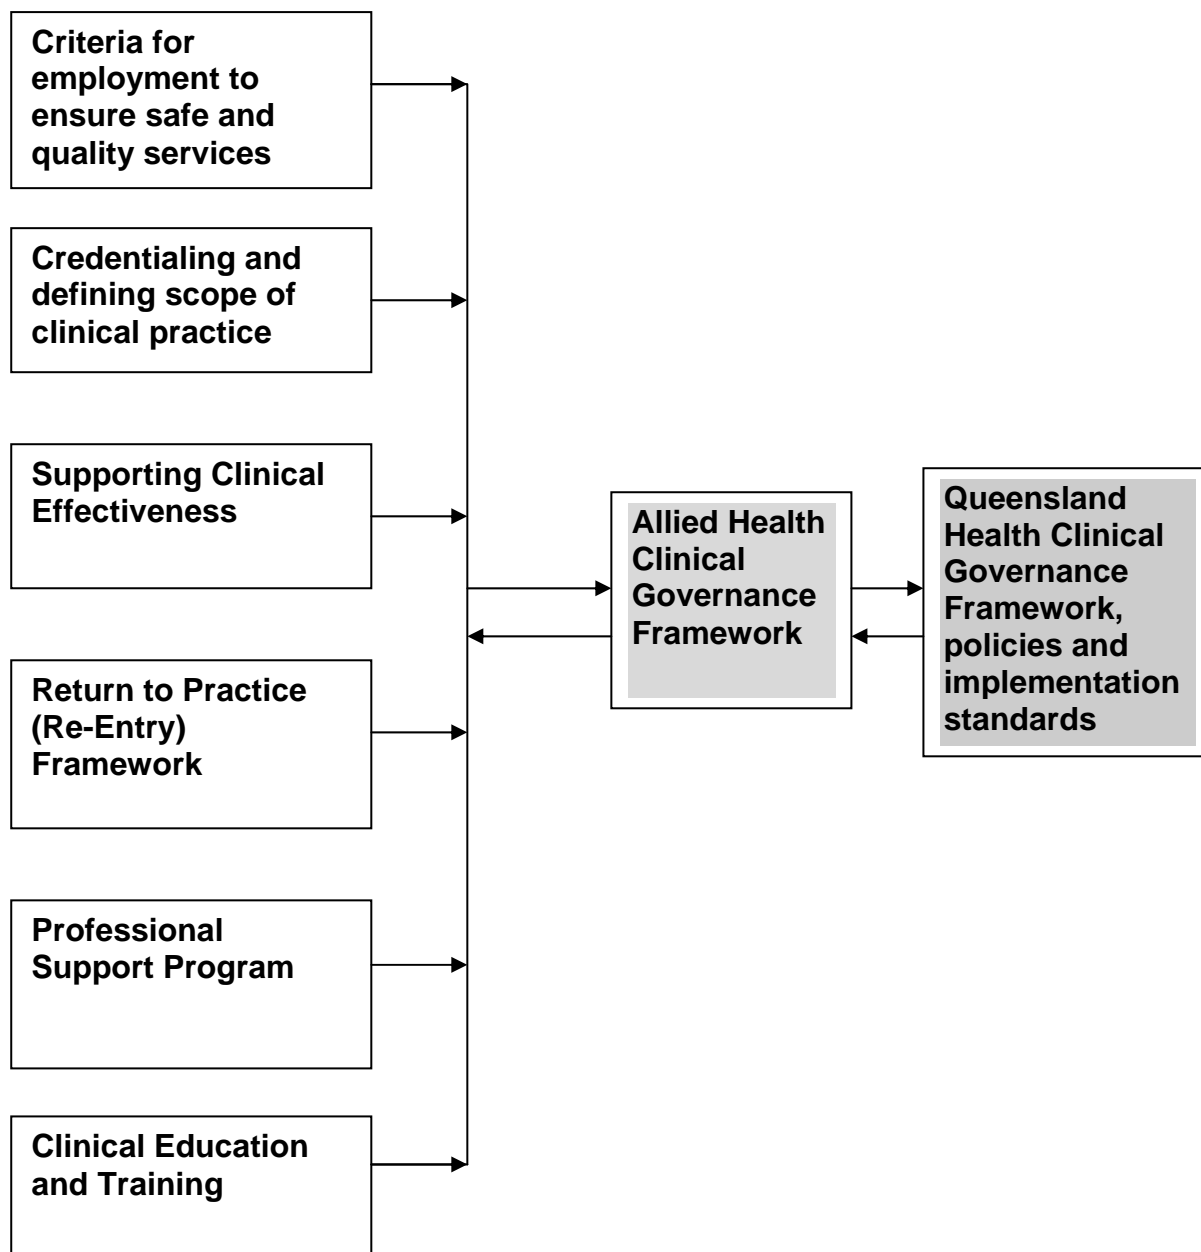 Criteria for
employment to
ensure safe and
quality services
Credentialing and
defining scope of
clinical practice
Supporting Clinical
Effectiveness
Return to Practice
(Re-Entry)
Framework
Professional
Support Program
Clinical Education
and Training
Allied Health
Clinical
Governance
Framework
Queensland
Health Clinical
Governance
Framework,
policies and
implementation
standards